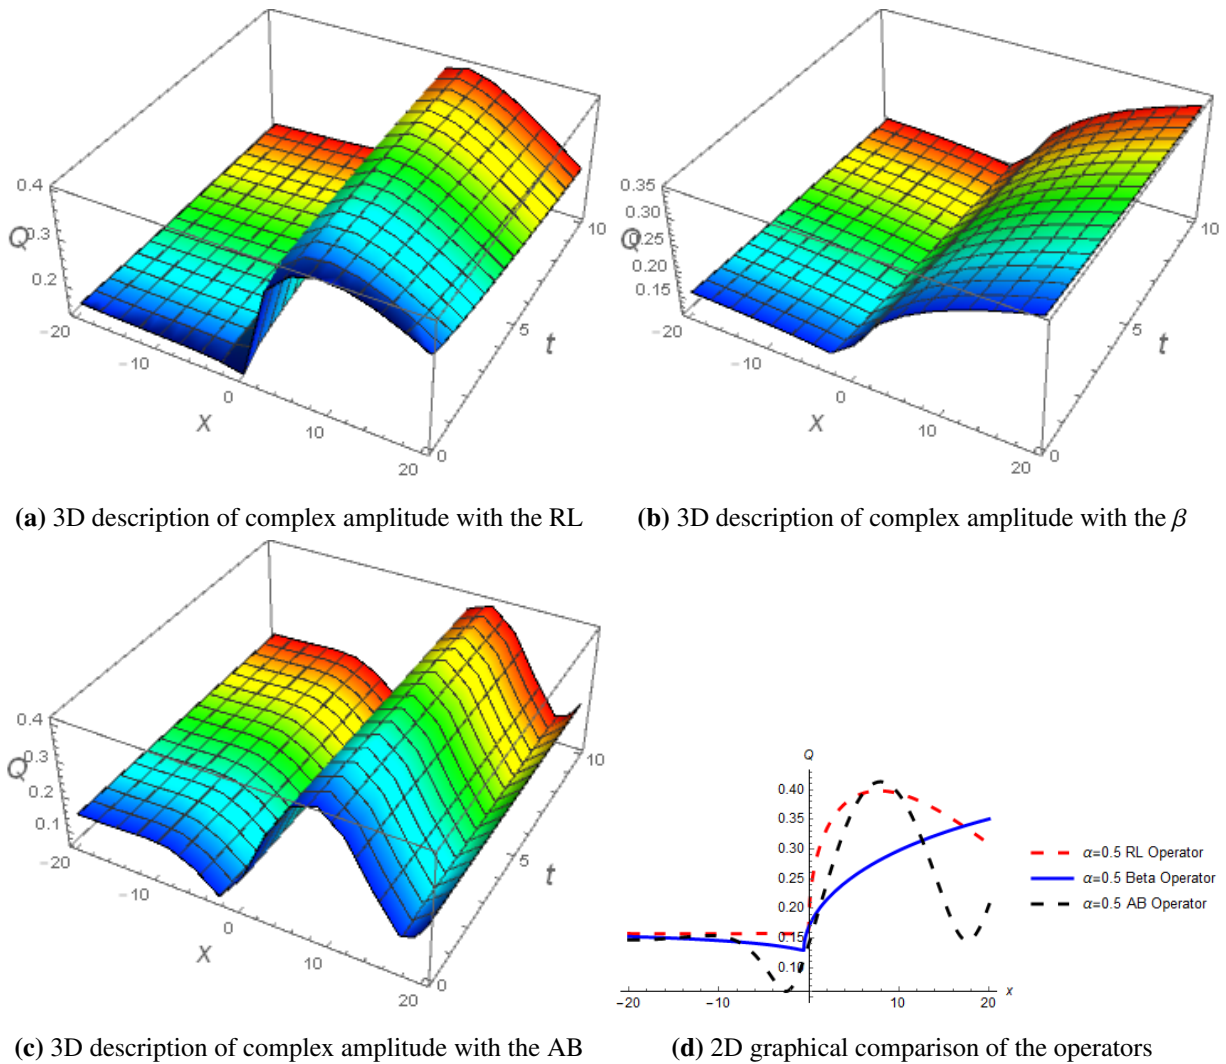 0.4
0.3
0.2
Q
-20
-10
0
10
20
X
0
5
10
t
(a) 3D description of complex amplitude with the RL
0.35
0.30
0.25
0.20
0.15
Q
-20
-10
0
10
20
X
0
5
10
t
(b) 3D description of complex amplitude with the β
0.4
0.3
0.2
0.1
Q
-20
-10
0
10
20
X
0
5
10
t
(c) 3D description of complex amplitude with the AB
Q
0.40
0.35
0.30
0.25
0.20
0.15
0.10
-20
-10
0
10
20
x
α=0.5 RL Operator
α=0.5 Beta Operator
α=0.5 AB Operator
(d) 2D graphical comparison of the operators